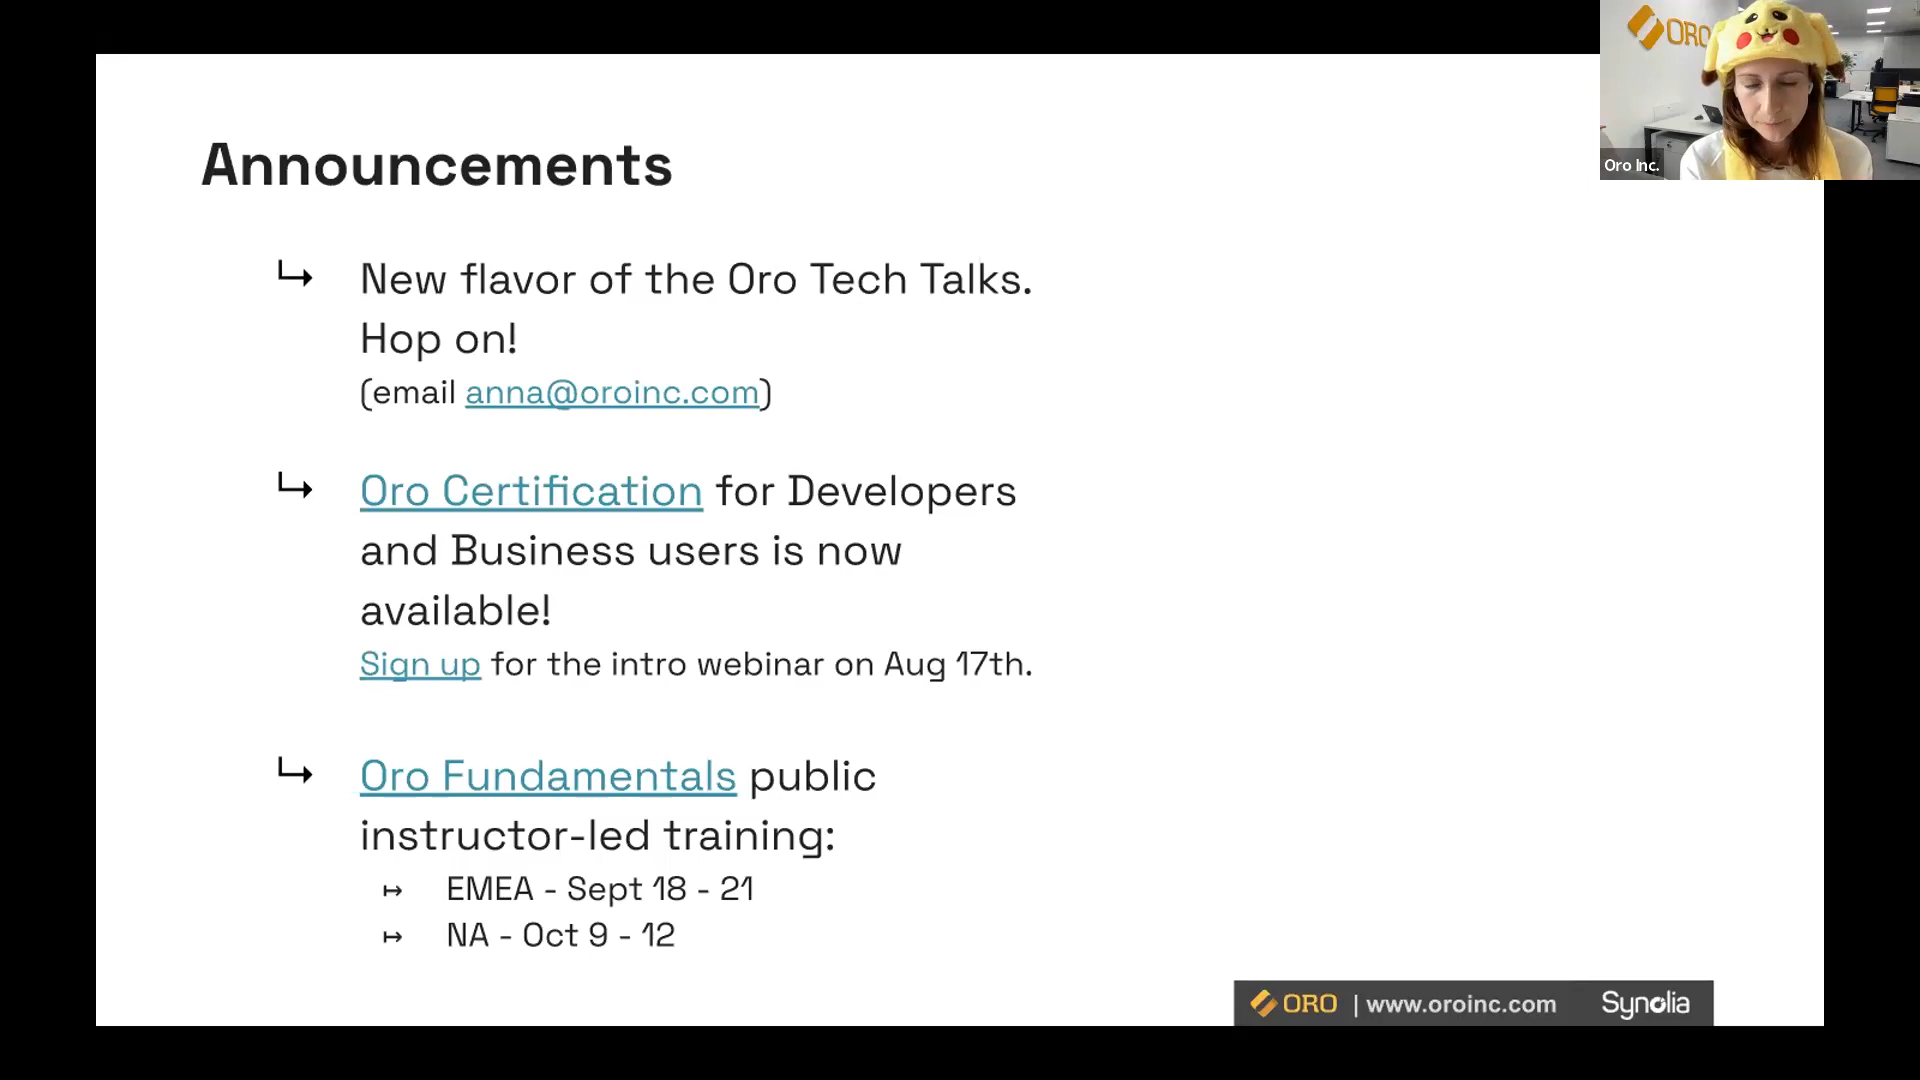 ORO
Oro Inc.
Announcements
New flavor of the Oro Tech Talks.
Hop on!
(email anna@oroinc.com)
Oro Certification for Developers
and Business users is now
available!
Sign up for the intro webinar on Aug 17th.
Oro Fundamentals public
instructor-led training:
EMEA - Sept 18 - 21
NA - Oct 9 - 12
ORO | www.oroinc.com Synolia